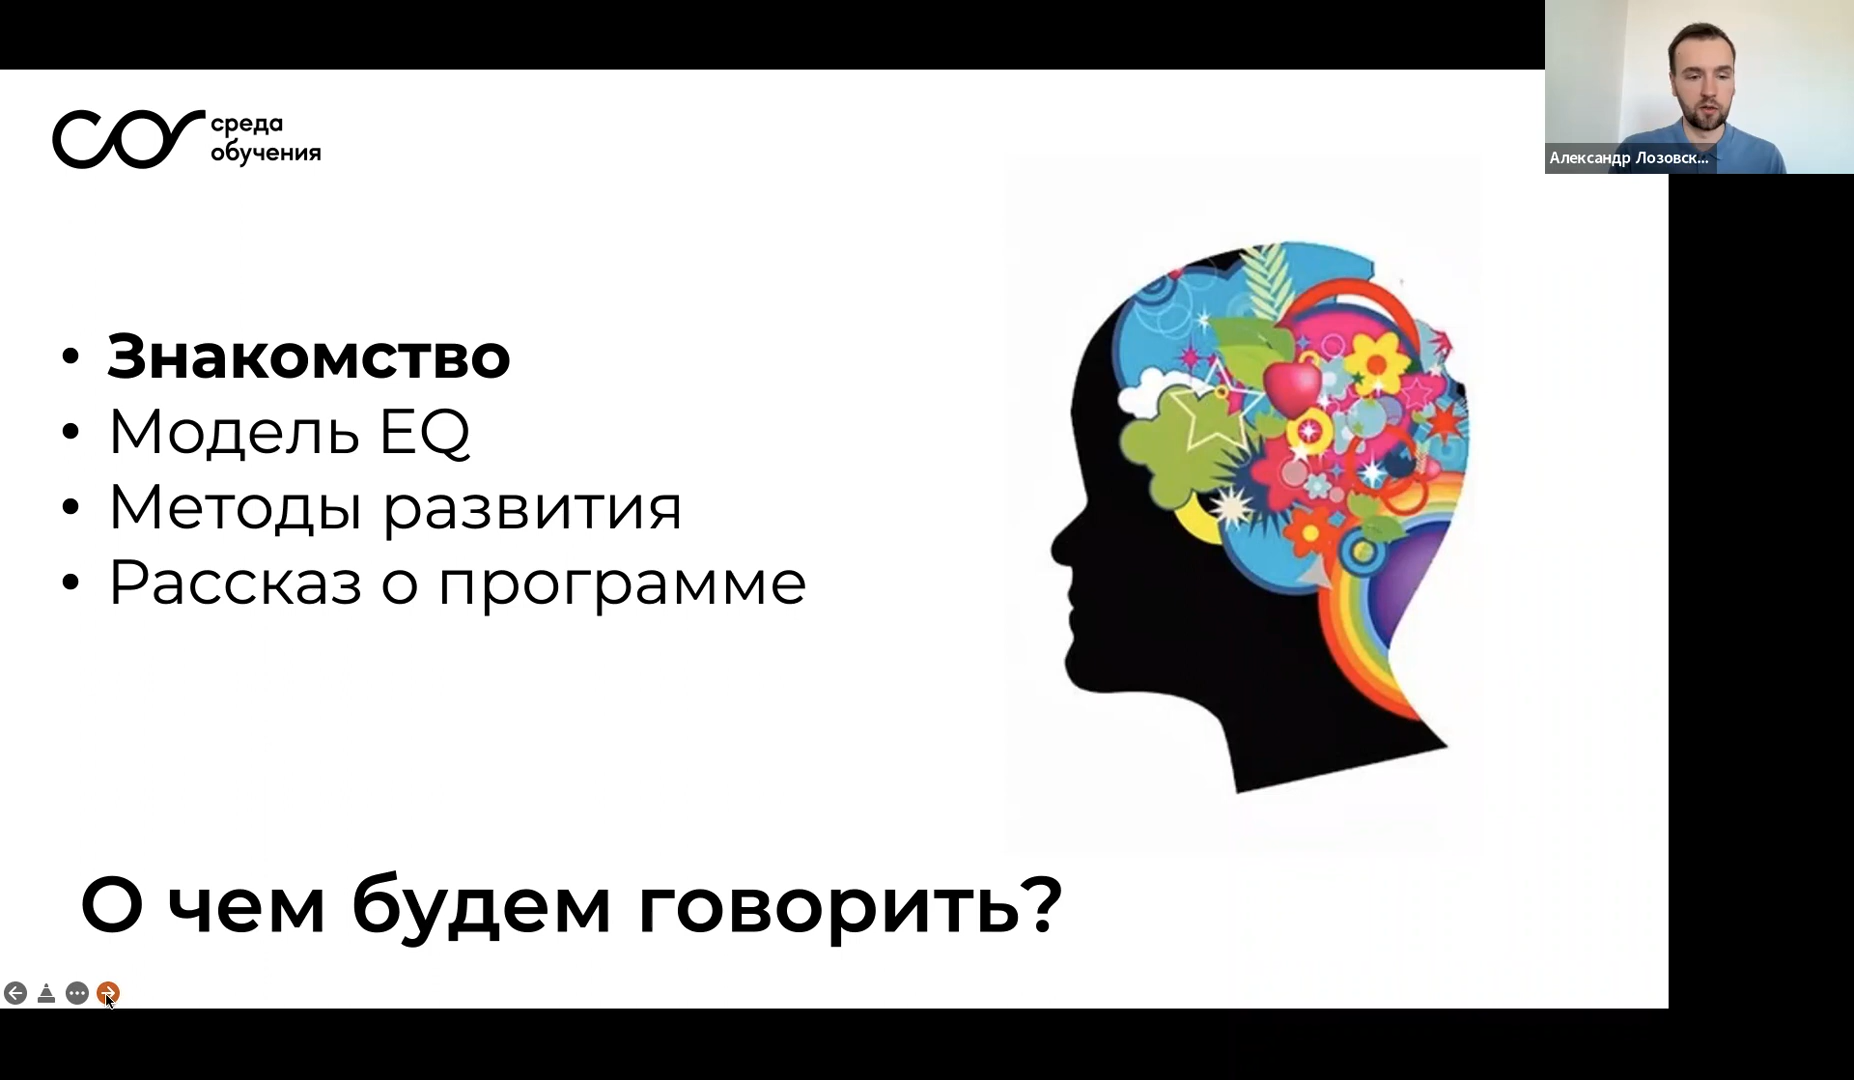 среда
обучения
Александр Лозовск...
• Знакомство
• Модель EQ
• Методы развития
• Рассказ о программе
О чем будем говорить?